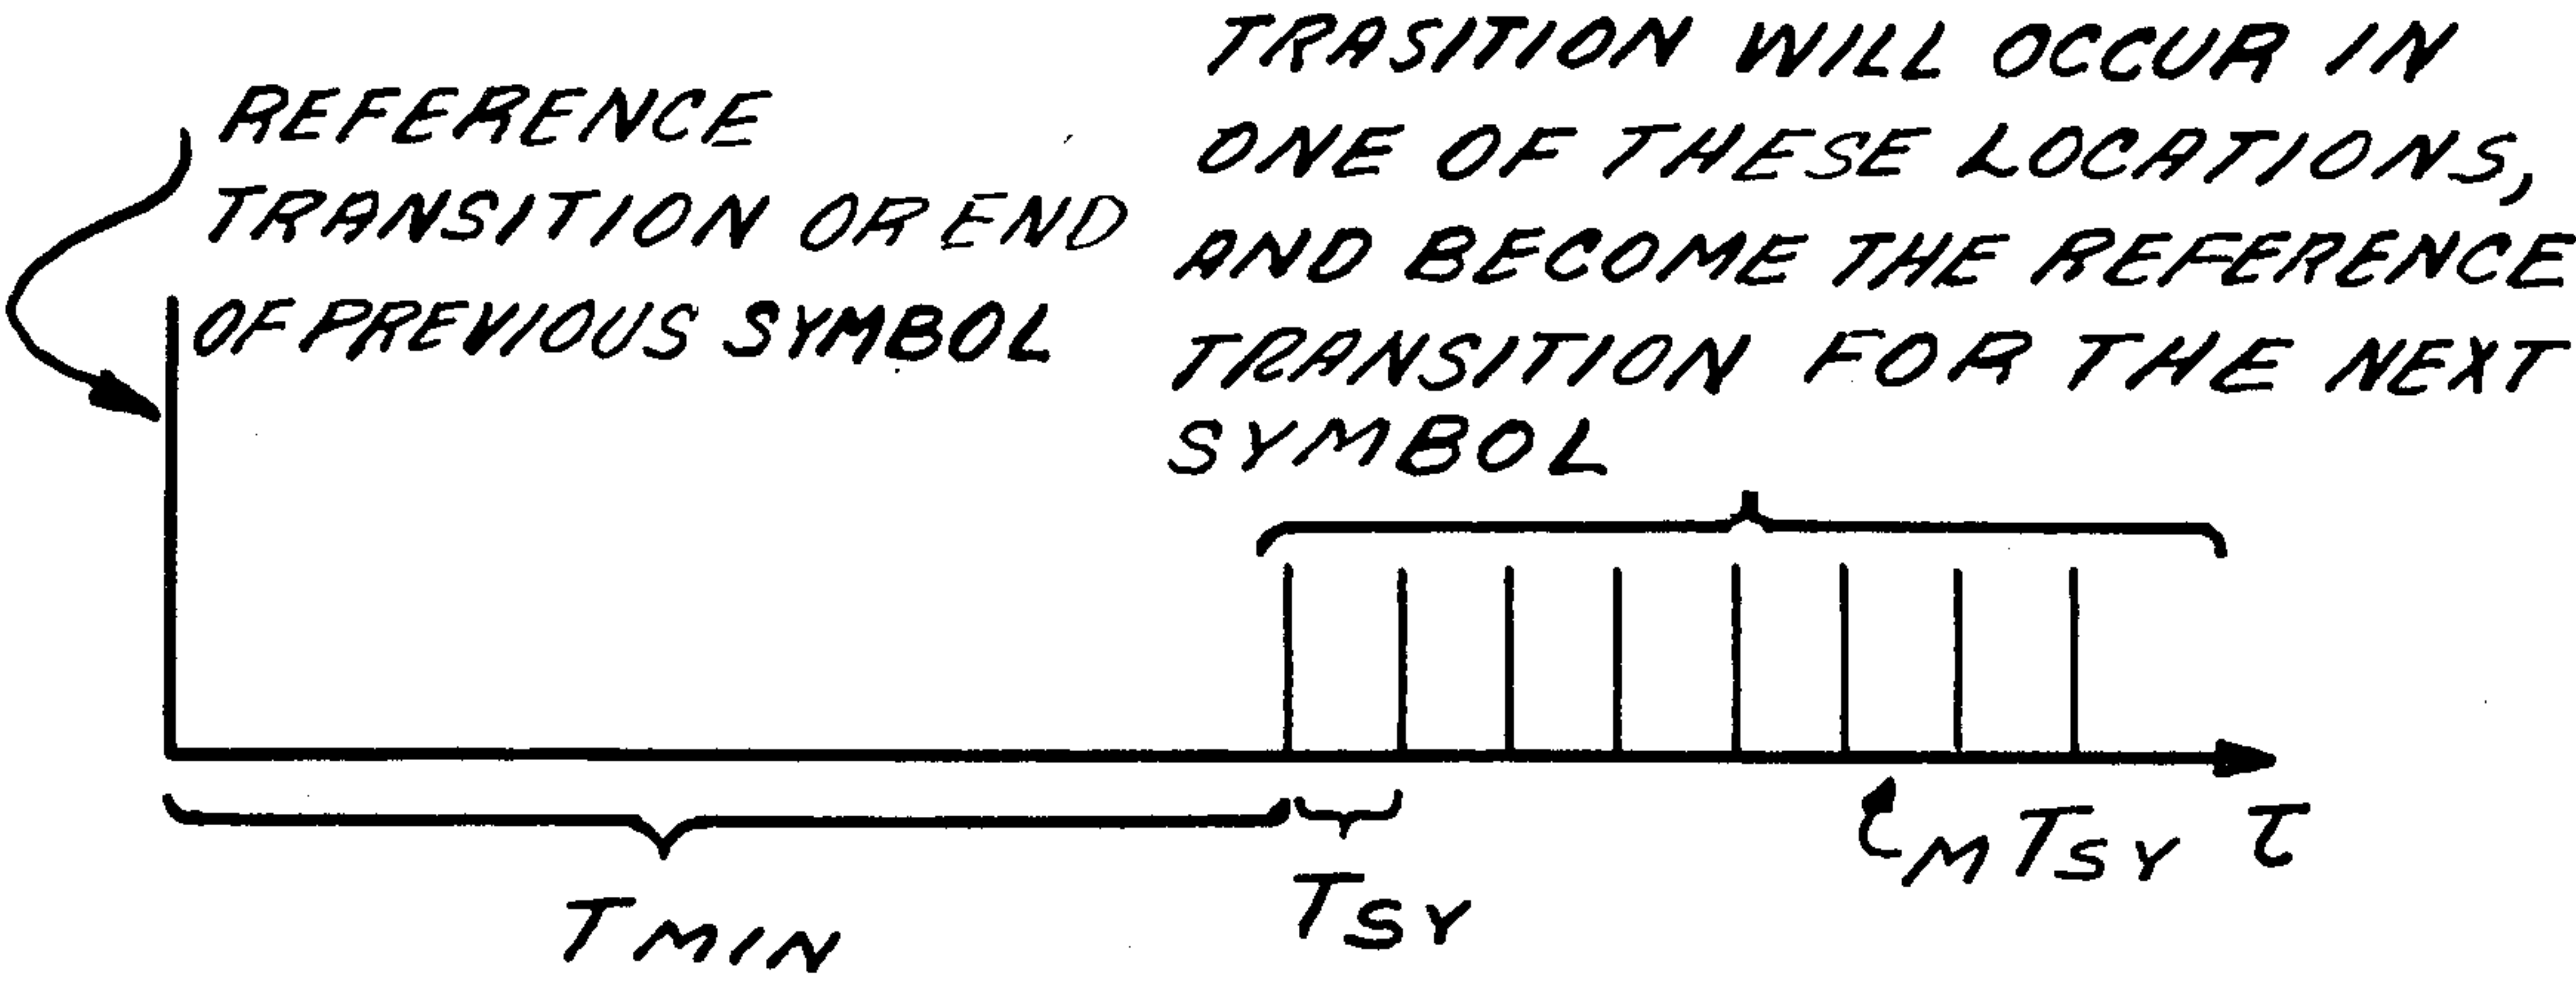 REFERENCE
TRANSITION OR END
OF PREVIOUS SYMBOL
TRASITION WILL OCCUR IN
ONE OF THESE LOCATIONS,
AND BECOME THE REFERENCE
TRANSITION FOR THE NEXT
SYMBOL
TMIN
TSY
MTSY
τ